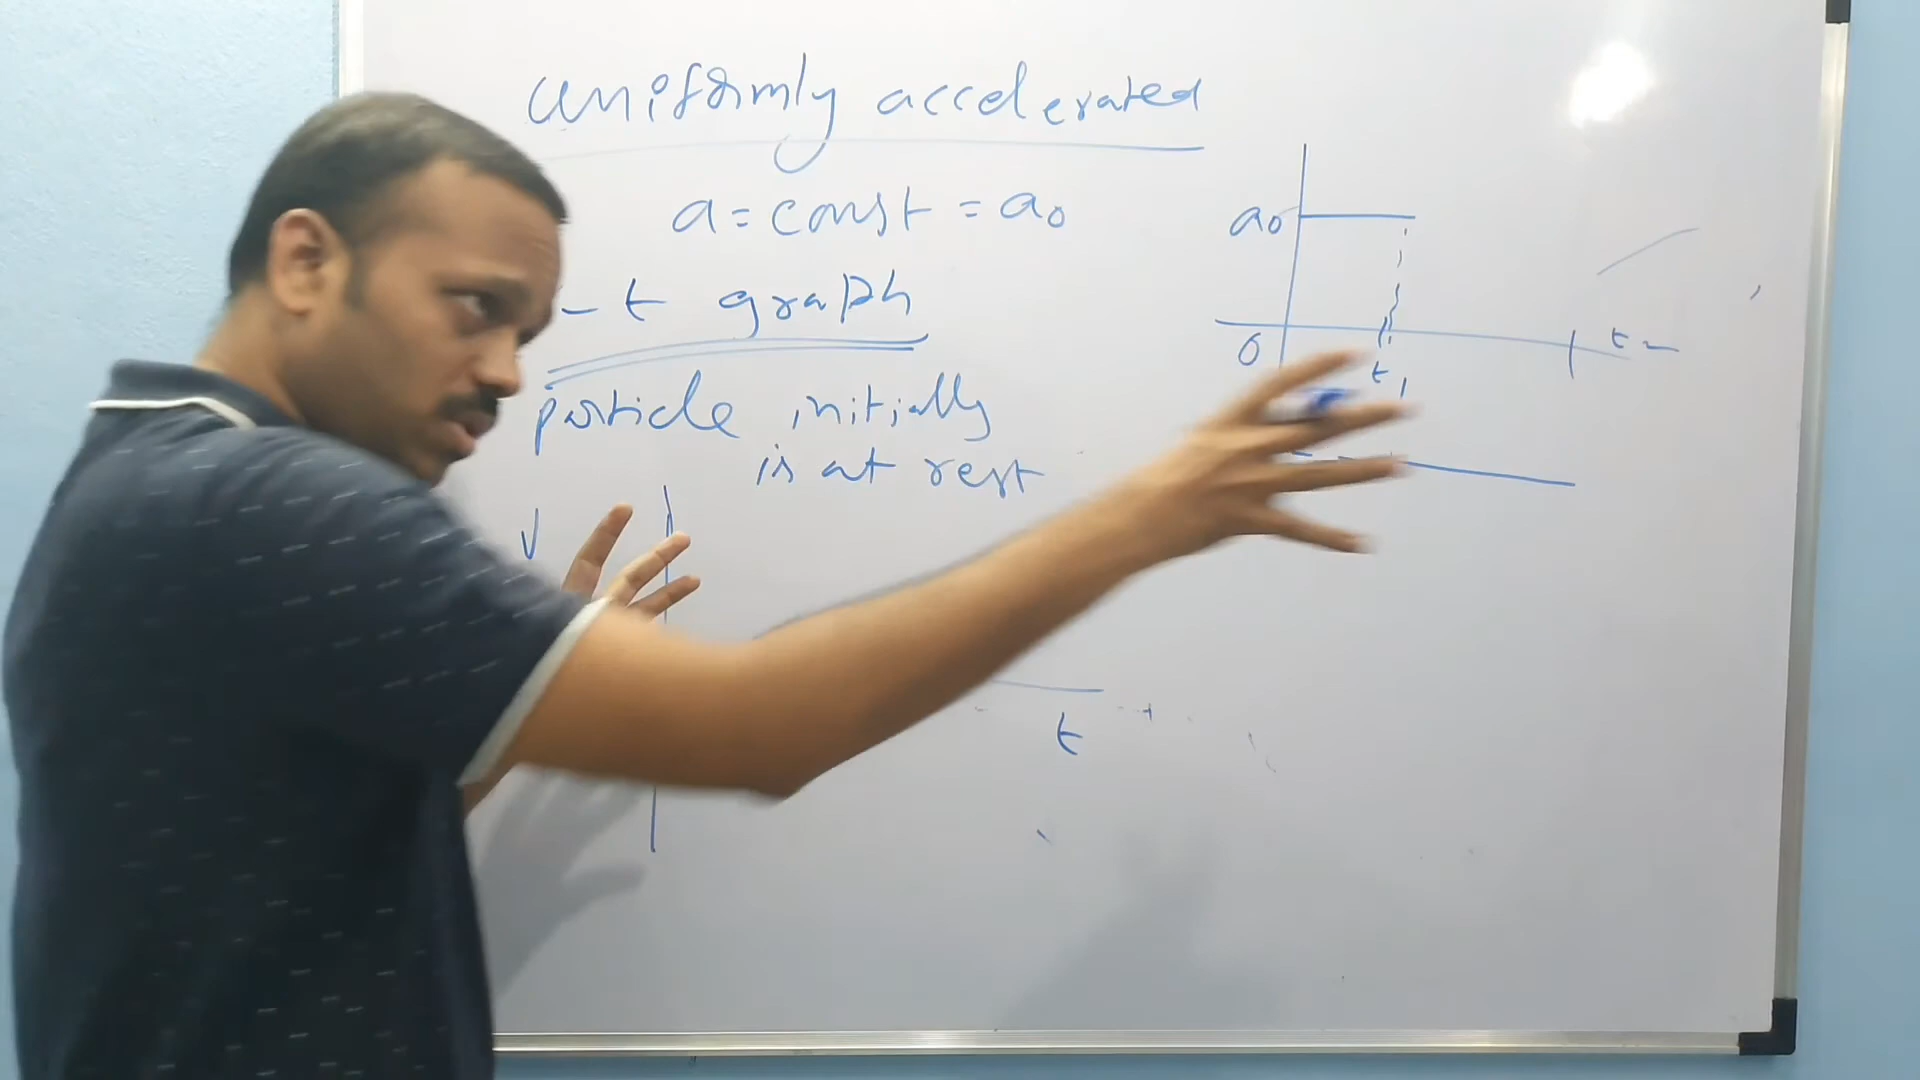 uniformly accelerated
a = const = a₀
- t graph
particle initially
is at rest
v
t
a₀
0
t₁
t